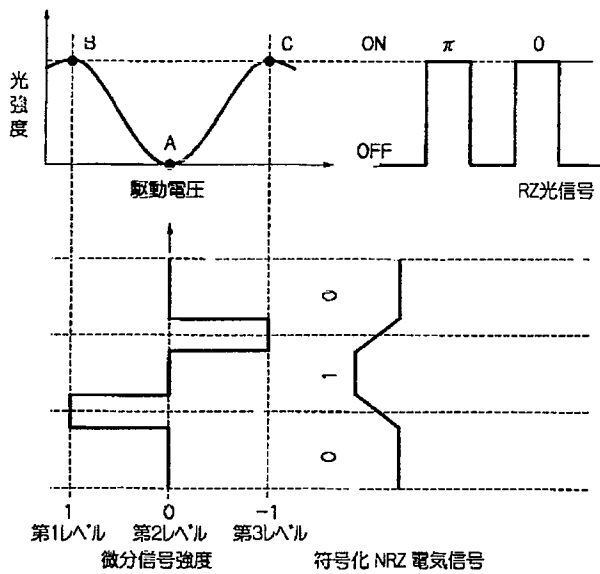 B
C
ON
π
0
光強度
A
OFF
駆動電圧
RZ光信号
0
1
0
1
0
-1
第1レベル
第2レベル
第3レベル
微分信号強度
符号化 NRZ 電気信号